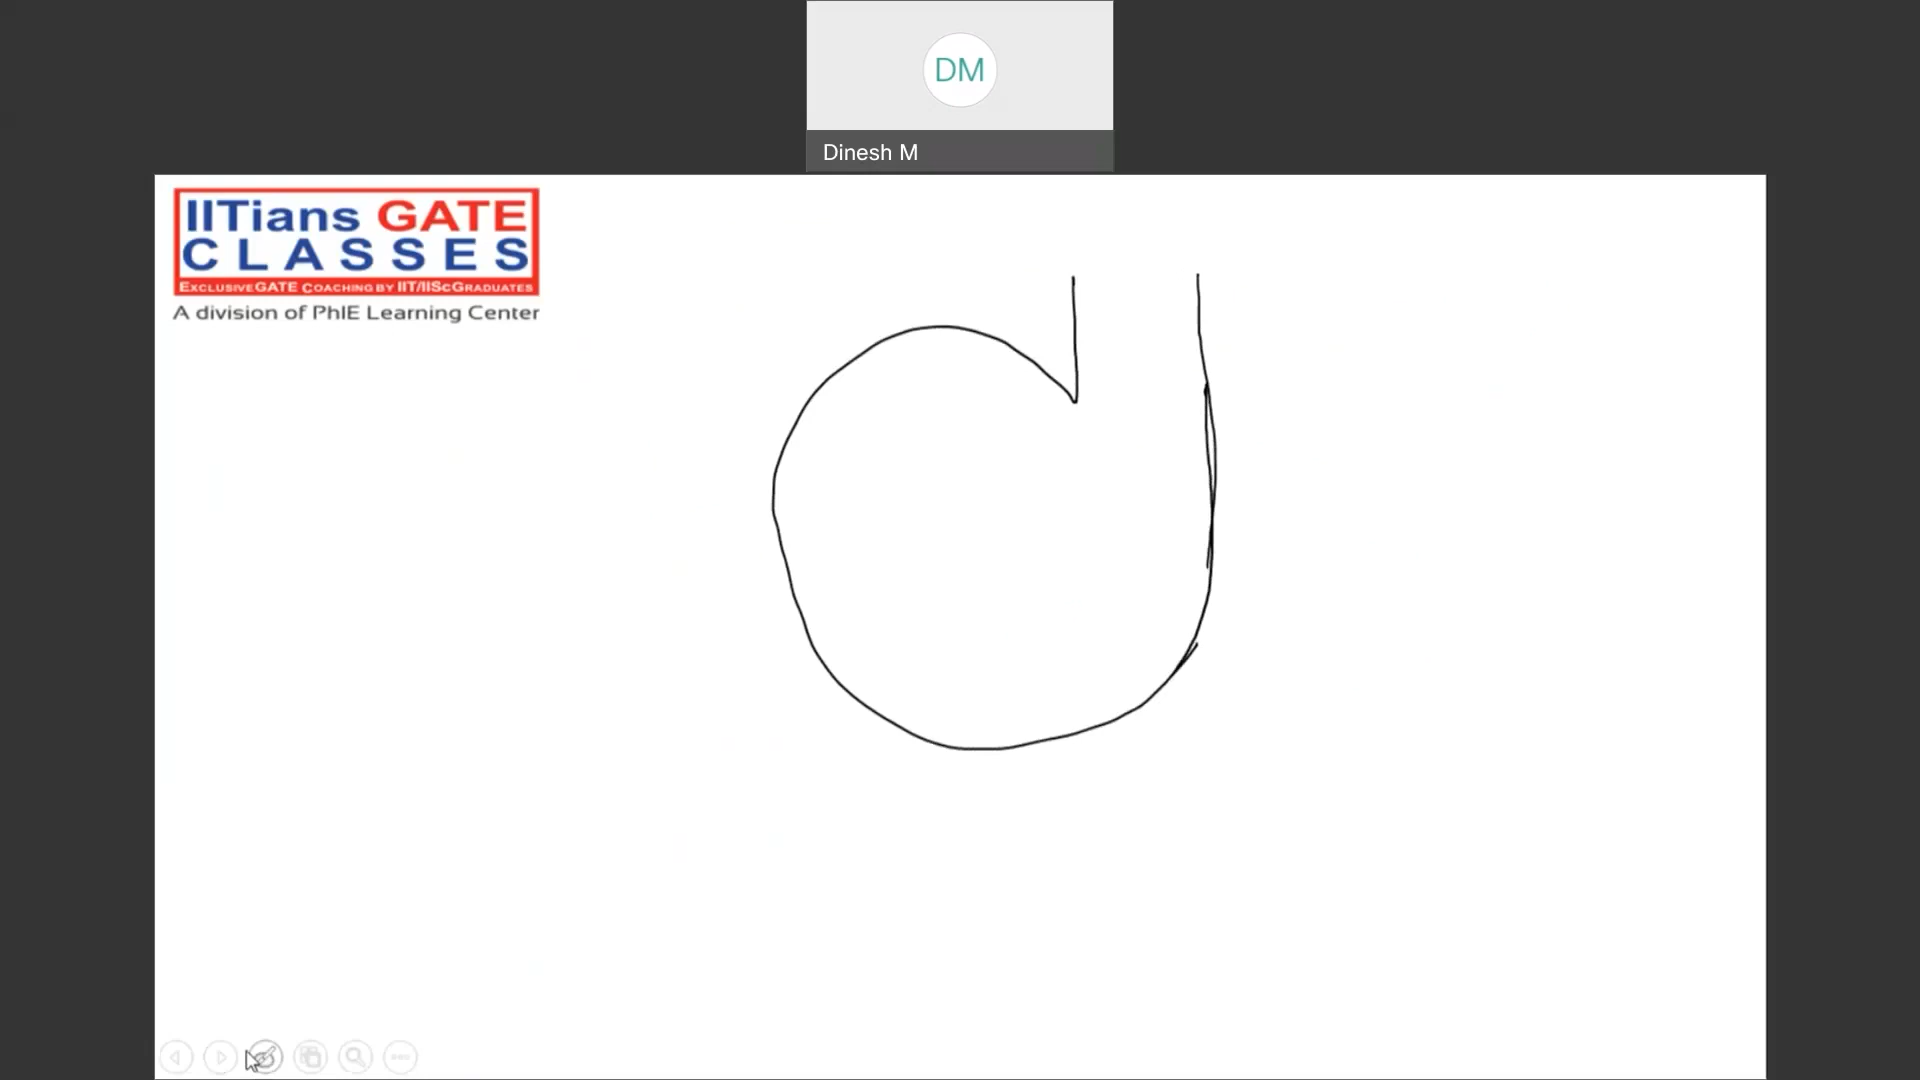 DM
Dinesh M
IITians GATE
CLASSES
EXCLUSIVE GATE COACHING BY IIT/IISc GRADUATES
A division of PhIE Learning Center